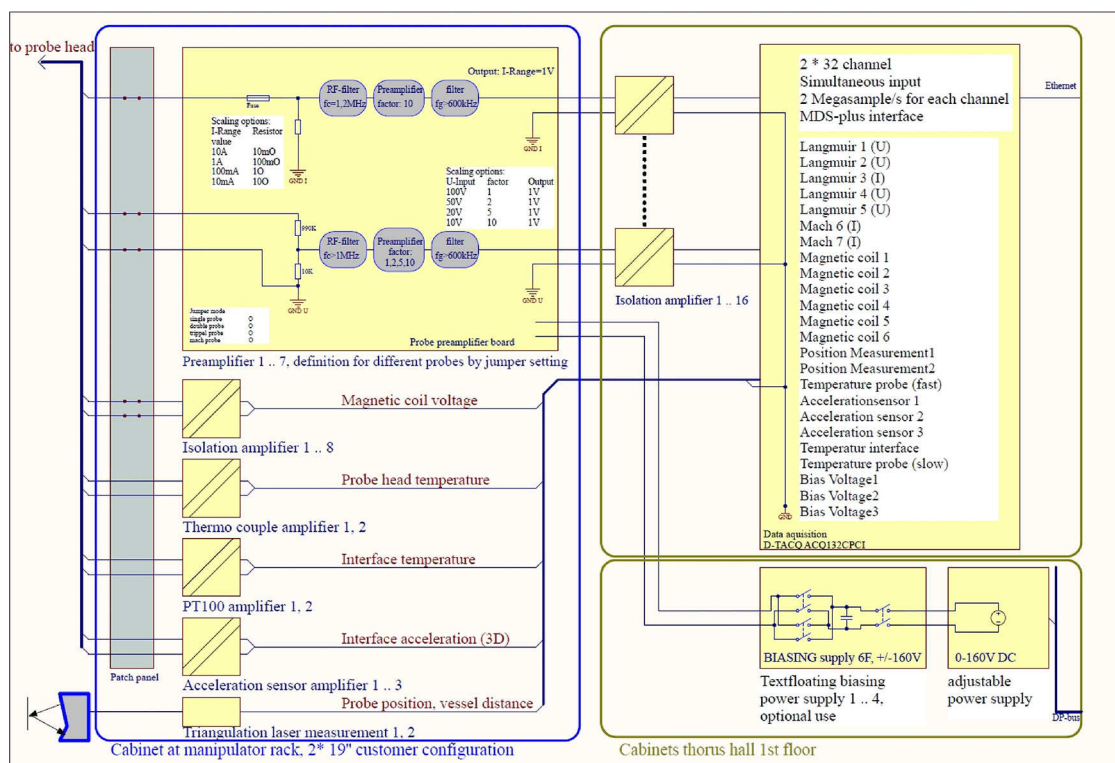 to probe head
Output: I-Range=1V
Fuse
RF-filter
fc=1,2MHz
Preamplifier
factor: 10
filter
fg>600kHz
Scaling options:
I-Range Resistor
value
10A 10mO
1A 100mO
100mA 1O
10mA 10O
GND I
Scaling options:
U-Input factor Output
100V 1 1V
50V 2 1V
20V 5 1V
10V 10 1V
990K
10K
GND U
RF-filter
fc>1MHz
Preamplifier
factor:
1,2,5,10
filter
fg>600kHz
Jumper mode
single probe O
double probe O
trippel probe O
mach probe O
Probe preamplifier board
Preamplifier 1 .. 7, definition for different probes by jumper setting
Magnetic coil voltage
Isolation amplifier 1 .. 8
Probe head temperature
Thermo couple amplifier 1, 2
Interface temperature
PT100 amplifier 1, 2
Interface acceleration (3D)
Acceleration sensor amplifier 1 .. 3
Patch panel
Probe position, vessel distance
Triangulation laser measurement 1, 2
Cabinet at manipulator rack, 2* 19" customer configuration
GND I
GND U
Isolation amplifier 1 .. 16
2 * 32 channel
Simultaneous input
2 Megasample/s for each channel
MDS-plus interface
Ethernet
Langmuir 1 (U)
Langmuir 2 (U)
Langmuir 3 (I)
Langmuir 4 (U)
Langmuir 5 (U)
Mach 6 (I)
Mach 7 (I)
Magnetic coil 1
Magnetic coil 2
Magnetic coil 3
Magnetic coil 4
Magnetic coil 5
Magnetic coil 6
Position Measurement1
Position Measurement2
Temperature probe (fast)
Accelerationsensor 1
Acceleration sensor 2
Acceleration sensor 3
Temperatur interface
Temperature probe (slow)
Bias Voltage1
Bias Voltage2
Bias Voltage3
GND
Data aquisition
D-TACQ ACQ132CPCI
BIASING supply 6F, +/-160V
Textfloating biasing
power supply 1 .. 4,
optional use
0-160V DC
adjustable
power supply
DP-bus
Cabinets thorus hall 1st floor